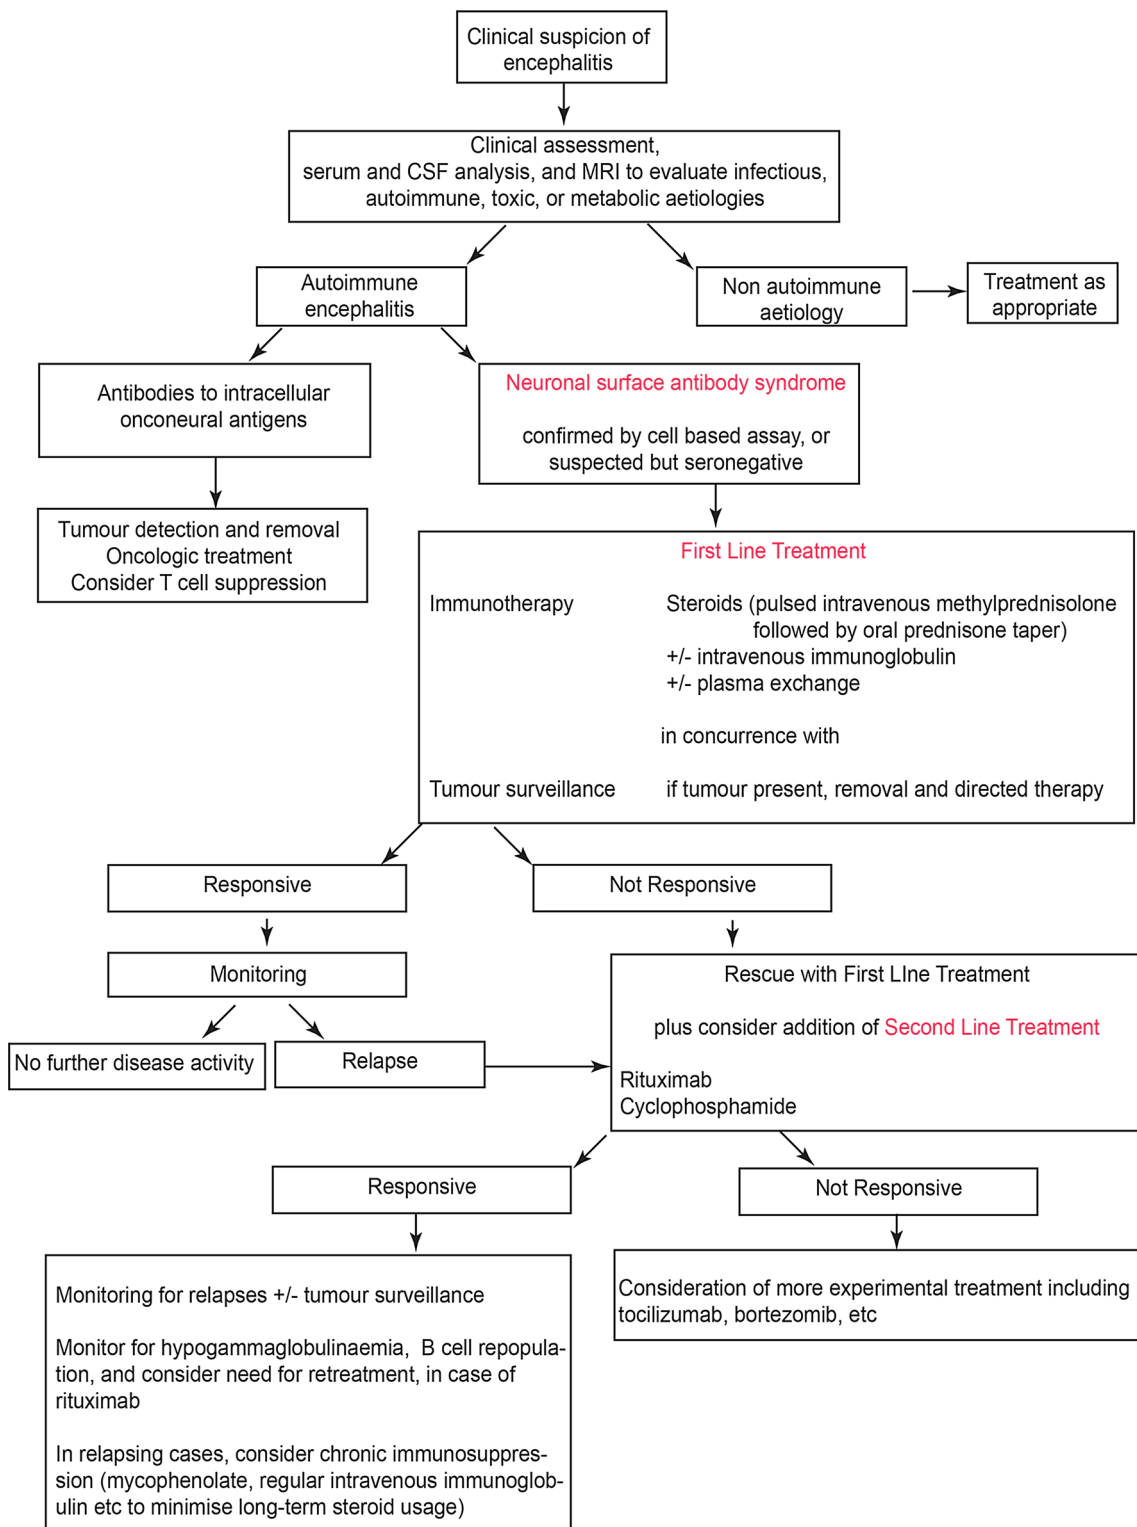 Clinical suspicion of
encephalitis
Clinical assessment,
serum and CSF analysis, and MRI to evaluate infectious,
autoimmune, toxic, or metabolic aetiologies
Autoimmune
encephalitis
Non autoimmune
aetiology
Treatment as
appropriate
Antibodies to intracellular
onconeural antigens
Neuronal surface antibody syndrome
confirmed by cell based assay, or
suspected but seronegative
Tumour detection and removal
Oncologic treatment
Consider T cell suppression
First Line Treatment
Immunotherapy Steroids (pulsed intravenous methylprednisolone
followed by oral prednisone taper)
+/- intravenous immunoglobulin
+/- plasma exchange
in concurrence with
Tumour surveillance if tumour present, removal and directed therapy
Responsive
Not Responsive
Monitoring
Rescue with First LIne Treatment
plus consider addition of Second Line Treatment
Rituximab
Cyclophosphamide
No further disease activity
Relapse
Responsive
Not Responsive
Monitoring for relapses +/- tumour surveillance
Monitor for hypogammaglobulinaemia, B cell repopula-
tion, and consider need for retreatment, in case of
rituximab
In relapsing cases, consider chronic immunosuppres-
sion (mycophenolate, regular intravenous immunoglob-
ulin etc to minimise long-term steroid usage)
Consideration of more experimental treatment including
tocilizumab, bortezomib, etc